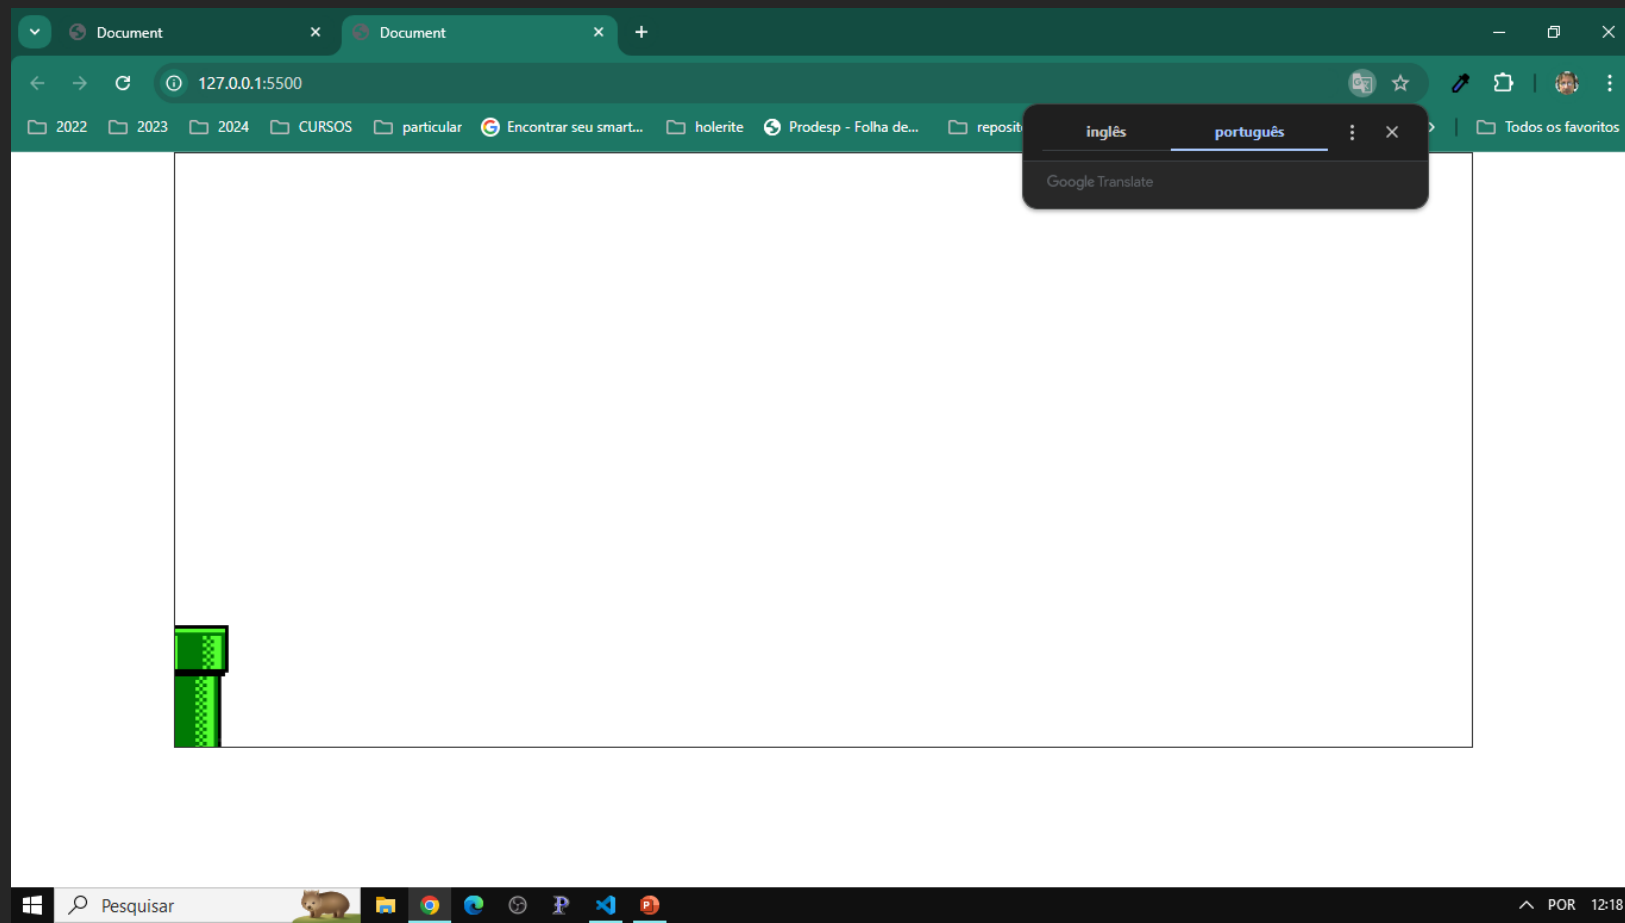 Document
Document
127.0.0.1:5500
2022 2023 2024 CURSOS particular Encontrar seu smart... holerite Prodesp - Folha de... reposit Todos os favoritos
inglês português
Google Translate
Pesquisar
POR 12:18